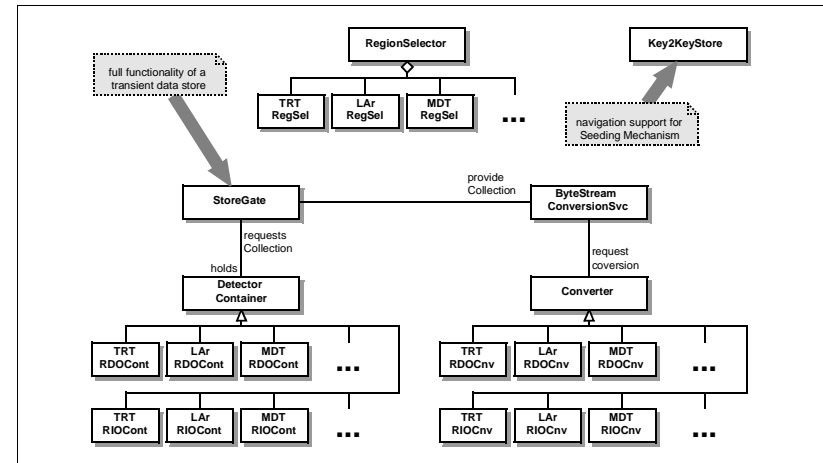 RegionSelector
Key2KeyStore
full functionality of a
transient data store
TRT
RegSel
LAr
RegSel
MDT
RegSel
...
navigation support for
Seeding Mechanism
provide
Collection
StoreGate
ByteStream
ConversionSvc
requests
Collection
request
coversion
holds
Detector
Container
Converter
TRT
RDOCont
LAr
RDOCont
MDT
RDOCont
...
TRT
RDOCnv
LAr
RDOCnv
MDT
RDOCnv
...
TRT
RIOCont
LAr
RIOCont
MDT
RIOCont
...
TRT
RIOCnv
LAr
RIOCnv
MDT
RIOCnv
...